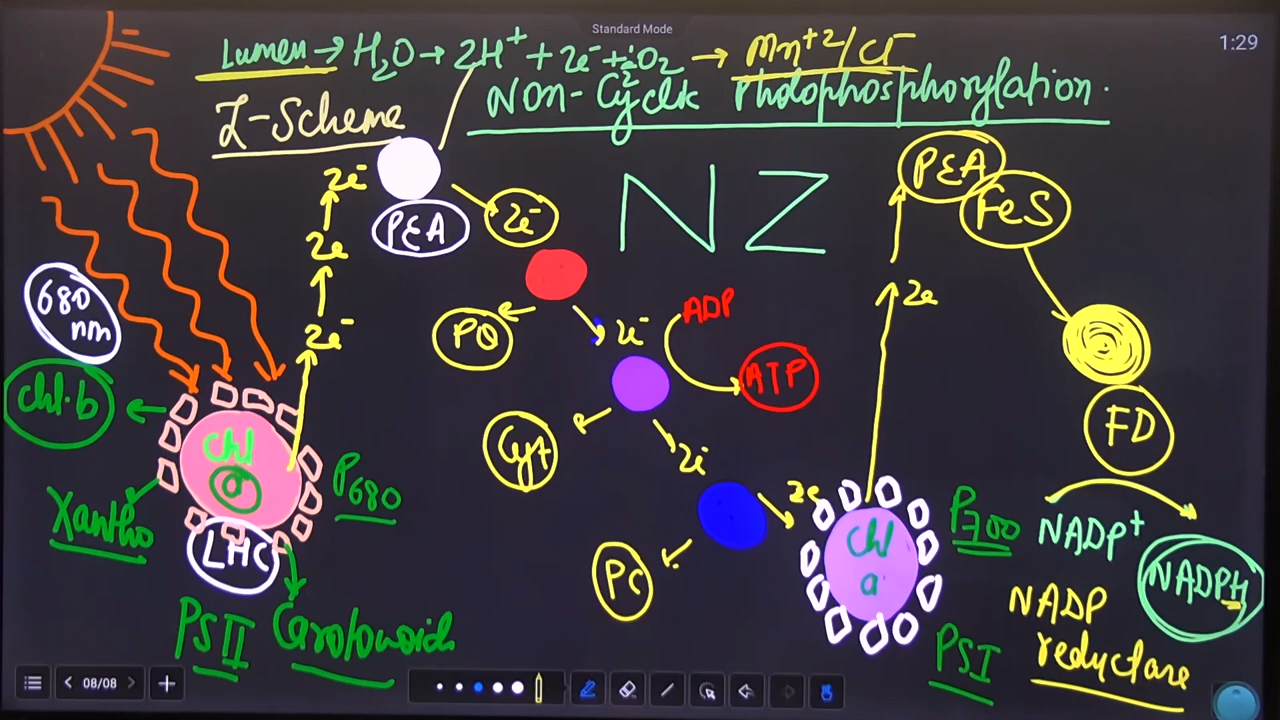 Standard Mode
1:29
Lumen → H2O → 2H+ + 2e- + ½O2 → Mn+2/Cl-
Non-Cyclic Photophosphorylation.
Z-Scheme
NZ
2e-
2e
2e-
PEA
2e-
PQ
2e-
ADP
ATP
Cyt
2e-
PC
2e
680
nm
chl.b
chl
a
P680
Xantho
LHC
PSII
Carotonoids
PEA
FeS
2e
FD
chl
a
P700
PSI
NADP+
NADPH
NADP
reductase
08/08